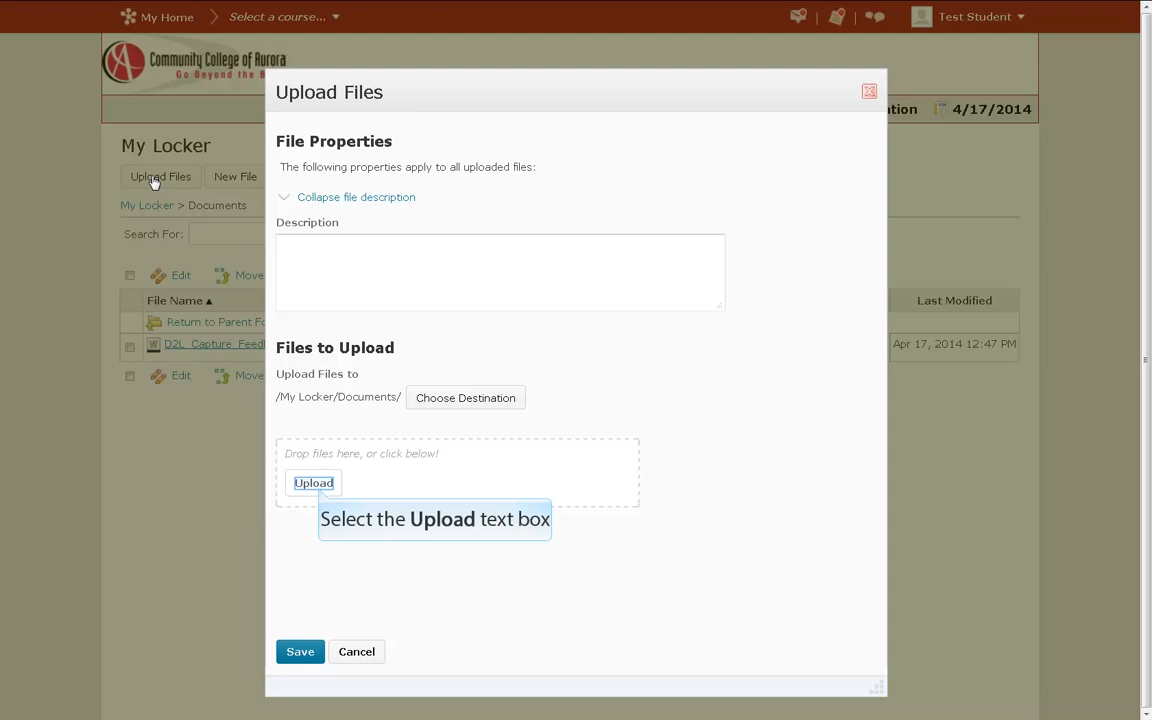 My Home
Select a course...
Test Student
Community College of Aurora
Go Beyond the B
Upload Files
ation
4/17/2014
My Locker
Upload Files
New File
My Locker > Documents
Search For:
Edit
Move
File Name
Last Modified
Return to Parent Fo
D2L_Capture_Feedl
Apr 17, 2014 12:47 PM
Edit
Move
File Properties
The following properties apply to all uploaded files:
Collapse file description
Description
Files to Upload
Upload Files to
/My Locker/Documents/
Choose Destination
Drop files here, or click below!
Upload
Select the Upload text box
Save
Cancel